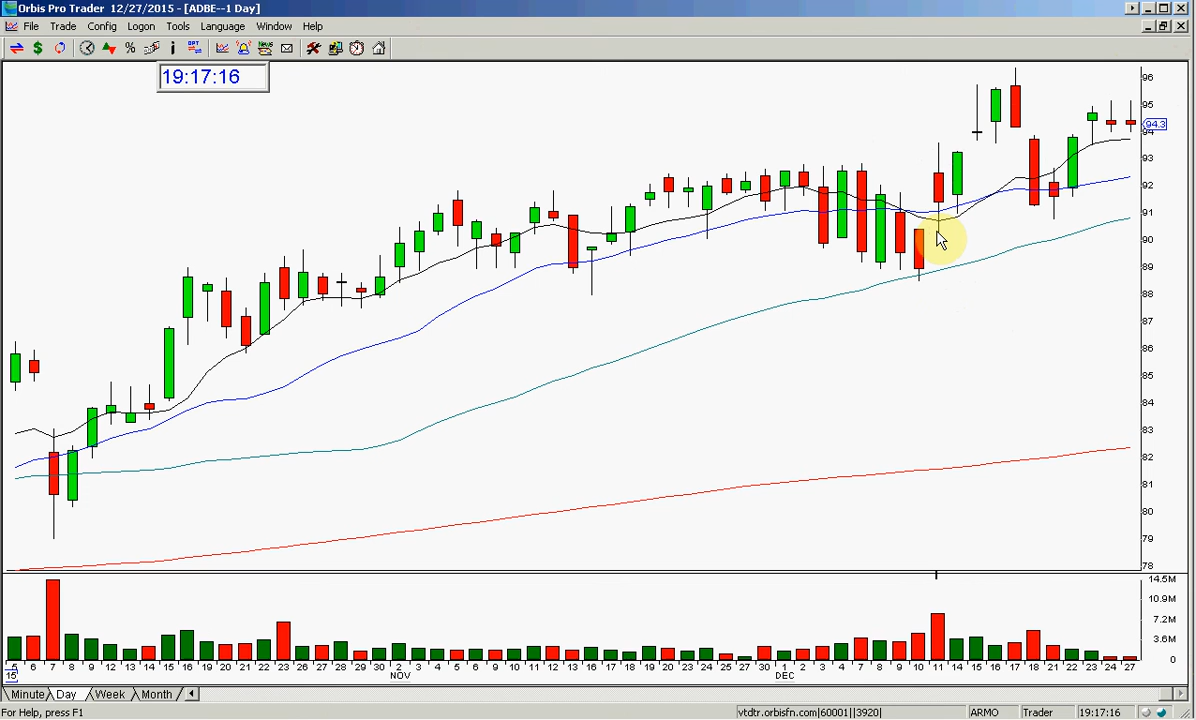 Orbis Pro Trader 12/27/2015 - [ADBE--1 Day]
File Trade Config Logon Tools Language Window Help
19:17:16
96
95
94.3
94
93
92
91
90
89
88
87
86
85
84
83
82
81
80
79
78
14.5M
10.9M
7.2M
3.6M
0
5 6 7 8 9 12 13 14 15 16 19 20 21 22 23 26 27 28 29 30 2 3 4 5 6 9 10 11 12 13 16 17 18 19 20 23 24 25 27 30 1 2 3 4 7 8 9 10 11 14 15 16 17 18 21 22 23 24 27
15 NOV DEC
Minute Day Week Month
For Help, press F1 vtdtr.orbisfn.com|60001||3920| ARMO Trader 19:17:16